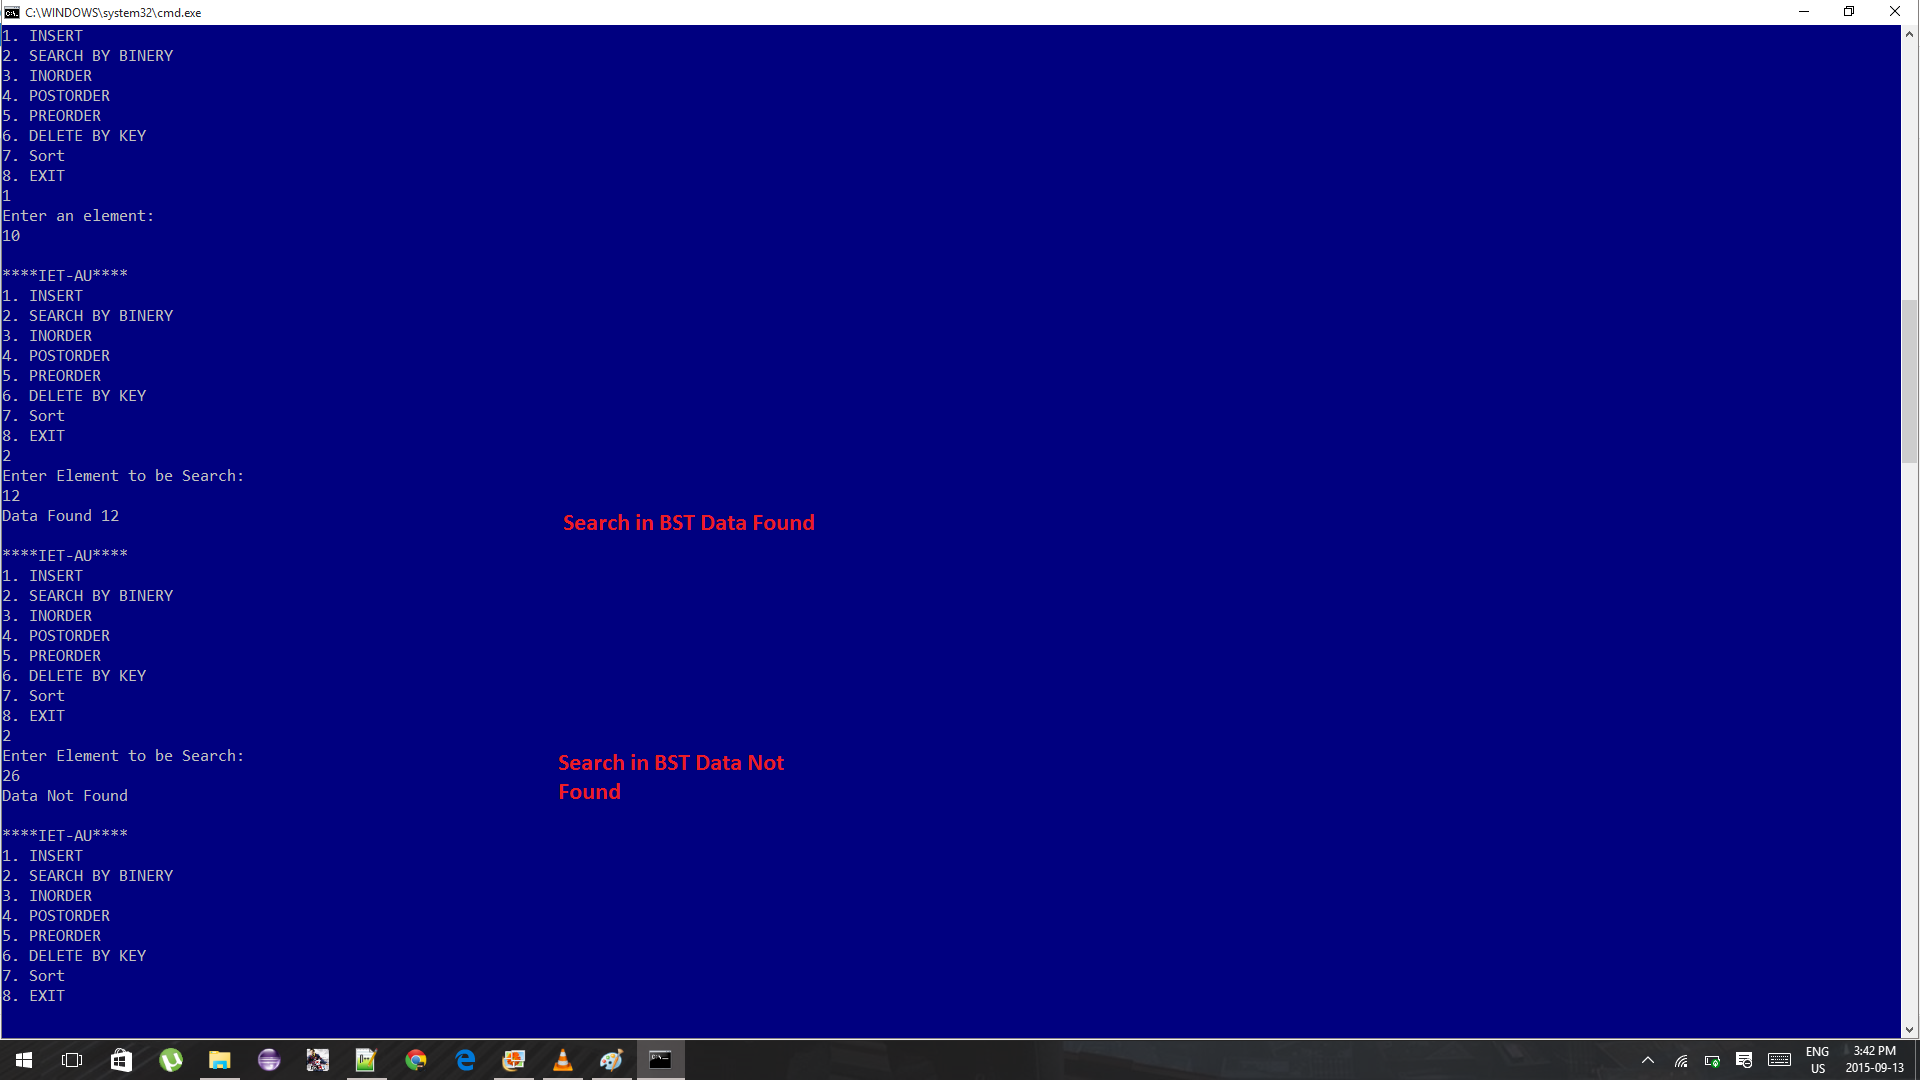 C:\WINDOWS\system32\cmd.exe
1. INSERT
2. SEARCH BY BINERY
3. INORDER
4. POSTORDER
5. PREORDER
6. DELETE BY KEY
7. Sort
8. EXIT
1
Enter an element:
10
****IET-AU****
1. INSERT
2. SEARCH BY BINERY
3. INORDER
4. POSTORDER
5. PREORDER
6. DELETE BY KEY
7. Sort
8. EXIT
2
Enter Element to be Search:
12
Data Found 12
Search in BST Data Found
****IET-AU****
1. INSERT
2. SEARCH BY BINERY
3. INORDER
4. POSTORDER
5. PREORDER
6. DELETE BY KEY
7. Sort
8. EXIT
2
Enter Element to be Search:
26
Data Not Found
Search in BST Data Not
Found
****IET-AU****
1. INSERT
2. SEARCH BY BINERY
3. INORDER
4. POSTORDER
5. PREORDER
6. DELETE BY KEY
7. Sort
8. EXIT
ENG
US
3:42 PM
2015-09-13